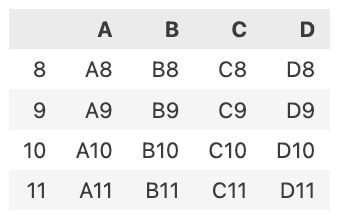 A B C D
8 A8 B8 C8 D8
9 A9 B9 C9 D9
10 A10 B10 C10 D10
11 A11 B11 C11 D11